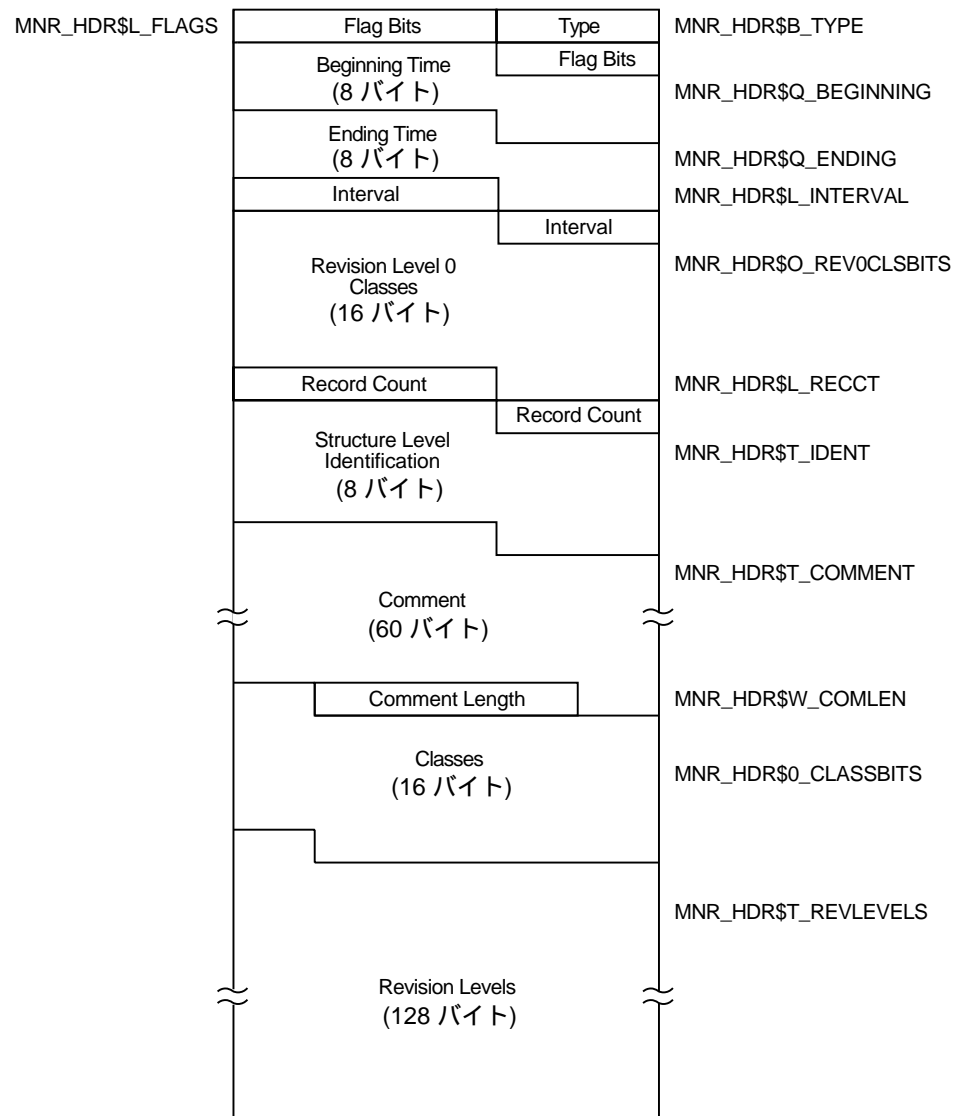 MNR_HDR$L_FLAGS Flag Bits Type MNR_HDR$B_TYPE
Flag Bits
Beginning Time
(8 バイト)
MNR_HDR$Q_BEGINNING
Ending Time
(8 バイト)
MNR_HDR$Q_ENDING
Interval MNR_HDR$L_INTERVAL
Interval
Revision Level 0
Classes
(16 バイト)
MNR_HDR$O_REV0CLSBITS
Record Count MNR_HDR$L_RECCT
Record Count
Structure Level
Identification
(8 バイト)
MNR_HDR$T_IDENT
MNR_HDR$T_COMMENT
Comment
(60 バイト)
Comment Length MNR_HDR$W_COMLEN
Classes
(16 バイト)
MNR_HDR$0_CLASSBITS
MNR_HDR$T_REVLEVELS
Revision Levels
(128 バイト)